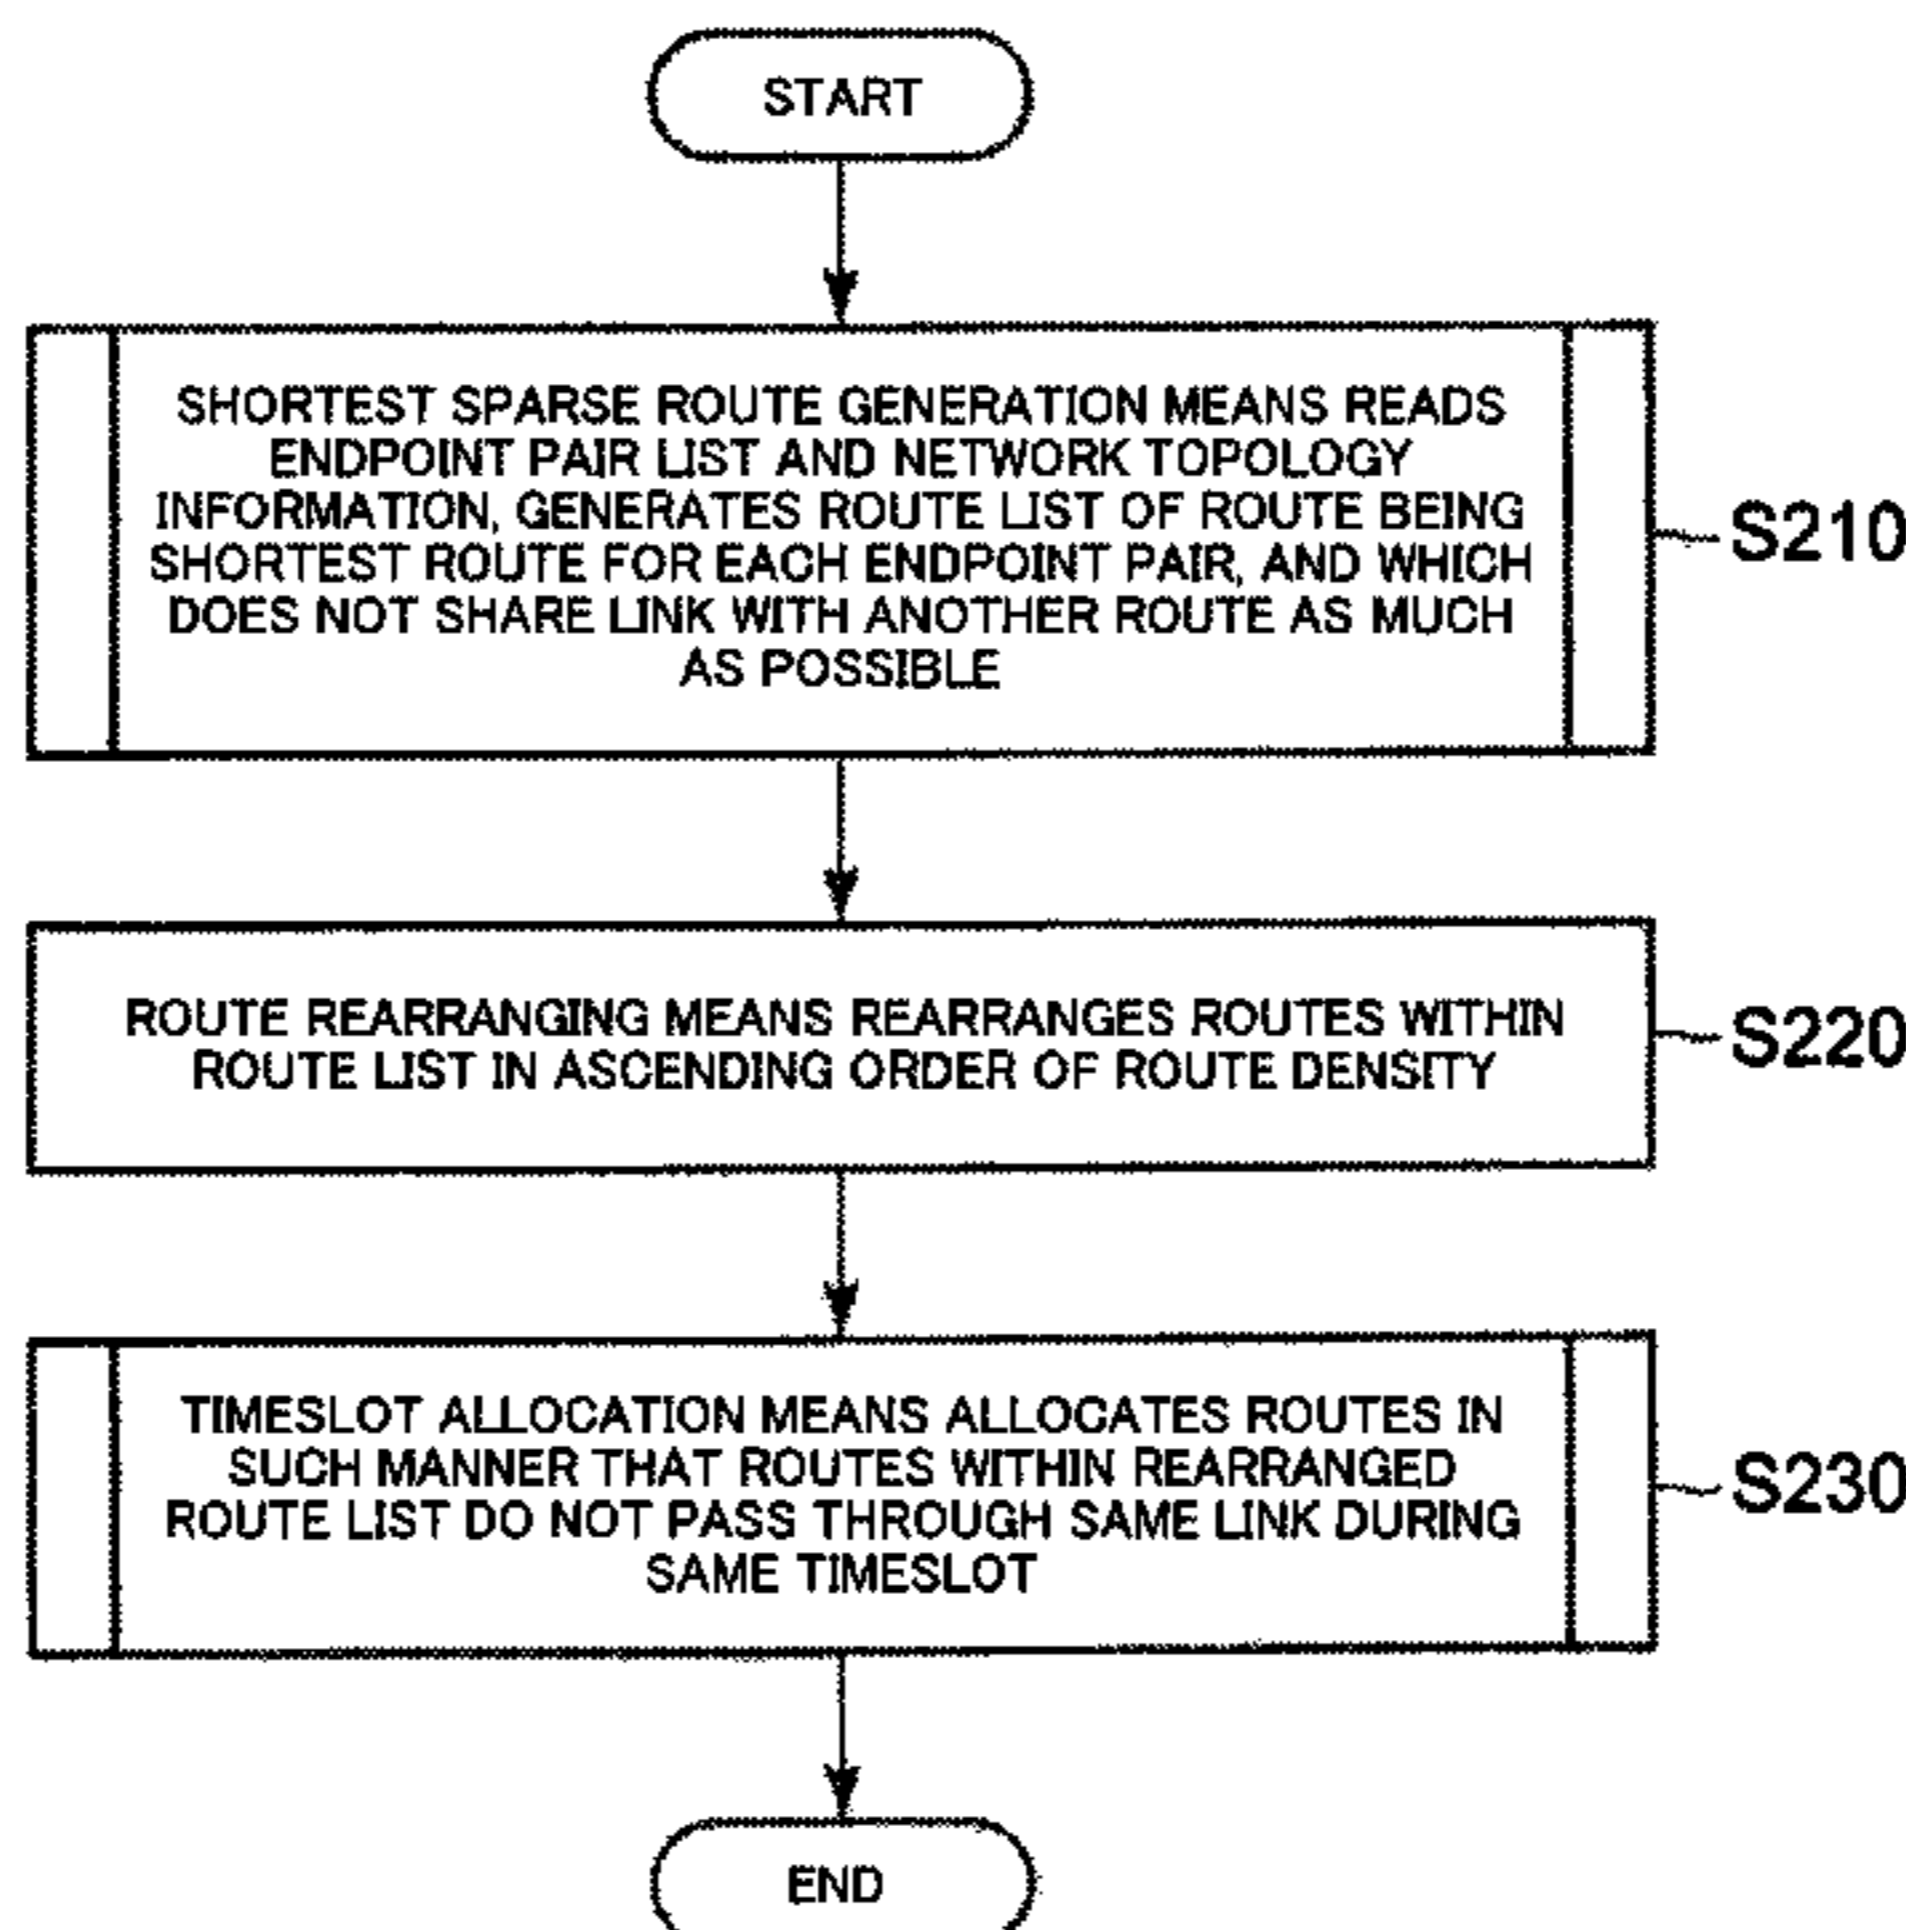 START
SHORTEST SPARSE ROUTE GENERATION MEANS READS
ENDPOINT PAIR LIST AND NETWORK TOPOLOGY
INFORMATION, GENERATES ROUTE LIST OF ROUTE BEING
SHORTEST ROUTE FOR EACH ENDPOINT PAIR, AND WHICH
DOES NOT SHARE LINK WITH ANOTHER ROUTE AS MUCH
AS POSSIBLE
S210
ROUTE REARRANGING MEANS REARRANGES ROUTES WITHIN
ROUTE LIST IN ASCENDING ORDER OF ROUTE DENSITY
S220
TIMESLOT ALLOCATION MEANS ALLOCATES ROUTES IN
SUCH MANNER THAT ROUTES WITHIN REARRANGED
ROUTE LIST DO NOT PASS THROUGH SAME LINK DURING
SAME TIMESLOT
S230
END